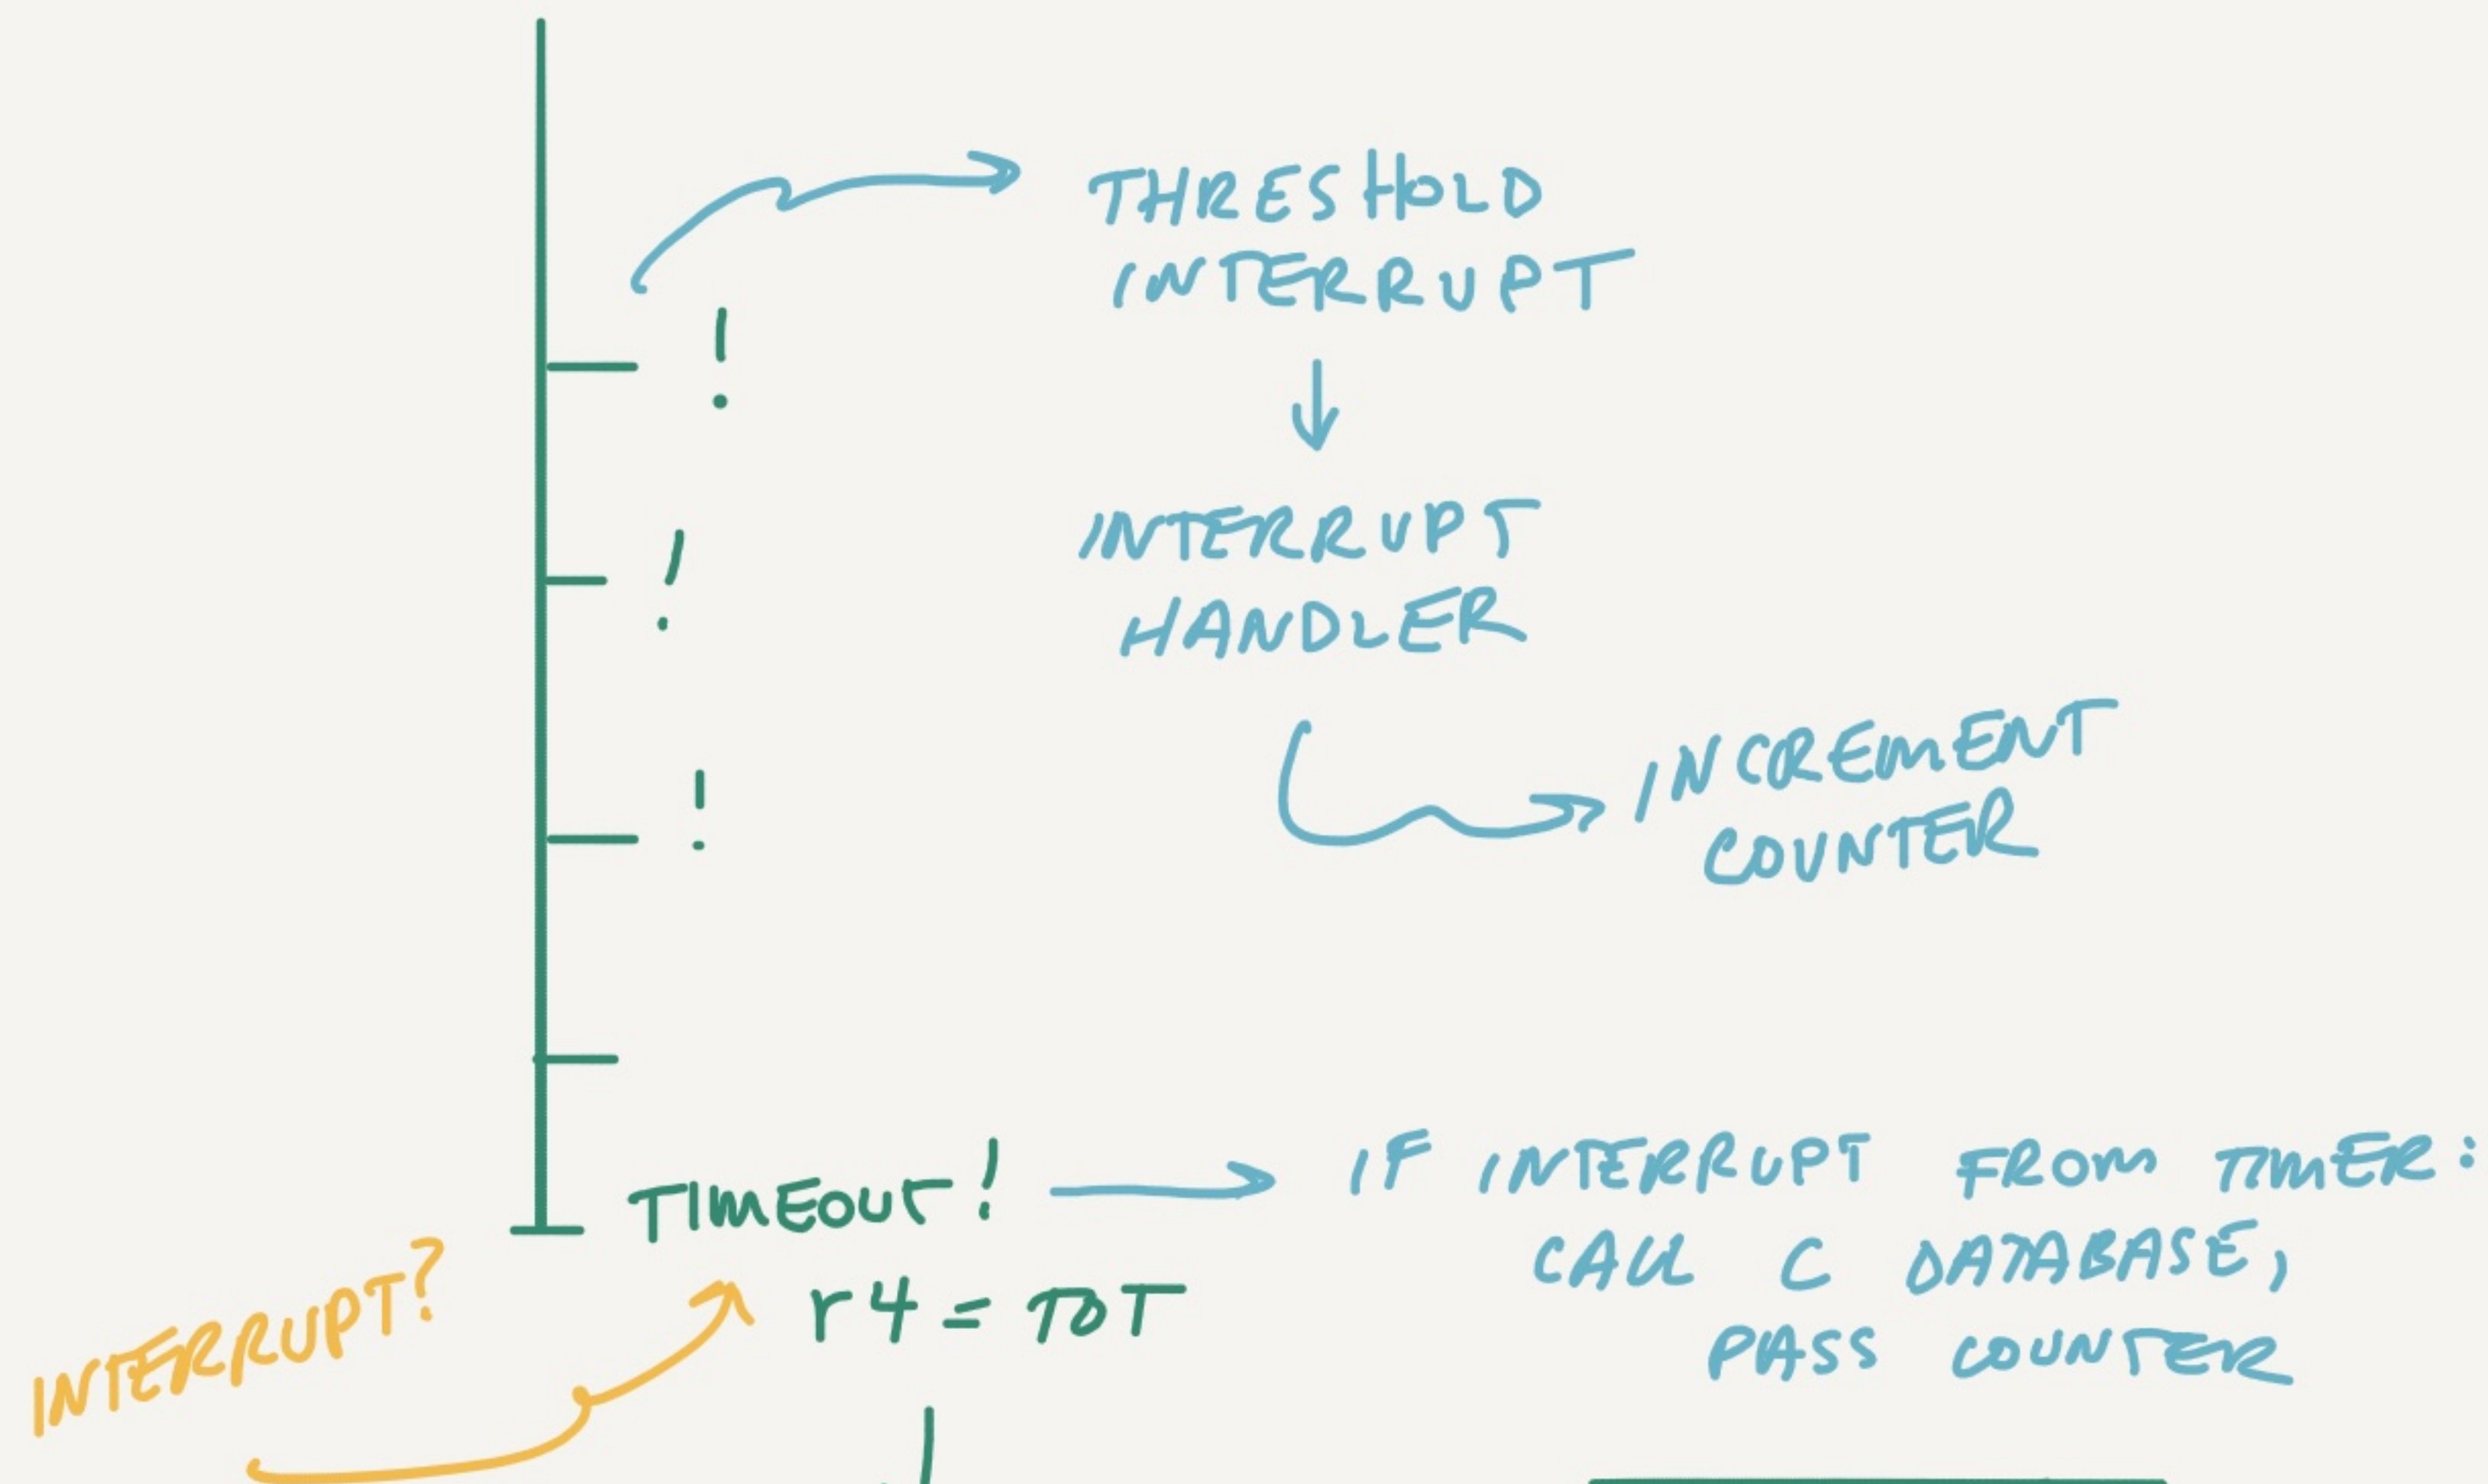 THRESHOLD
INTERRUPT
!
INTERRUPT
!
HANDLER
INCREMENT
!
COUNTER
TIMEOUT!
IF INTERRUPT FROM TIMER:
CALL C DATABASE,
INTERRUPT?
r4 = TOT
PASS COUNTER